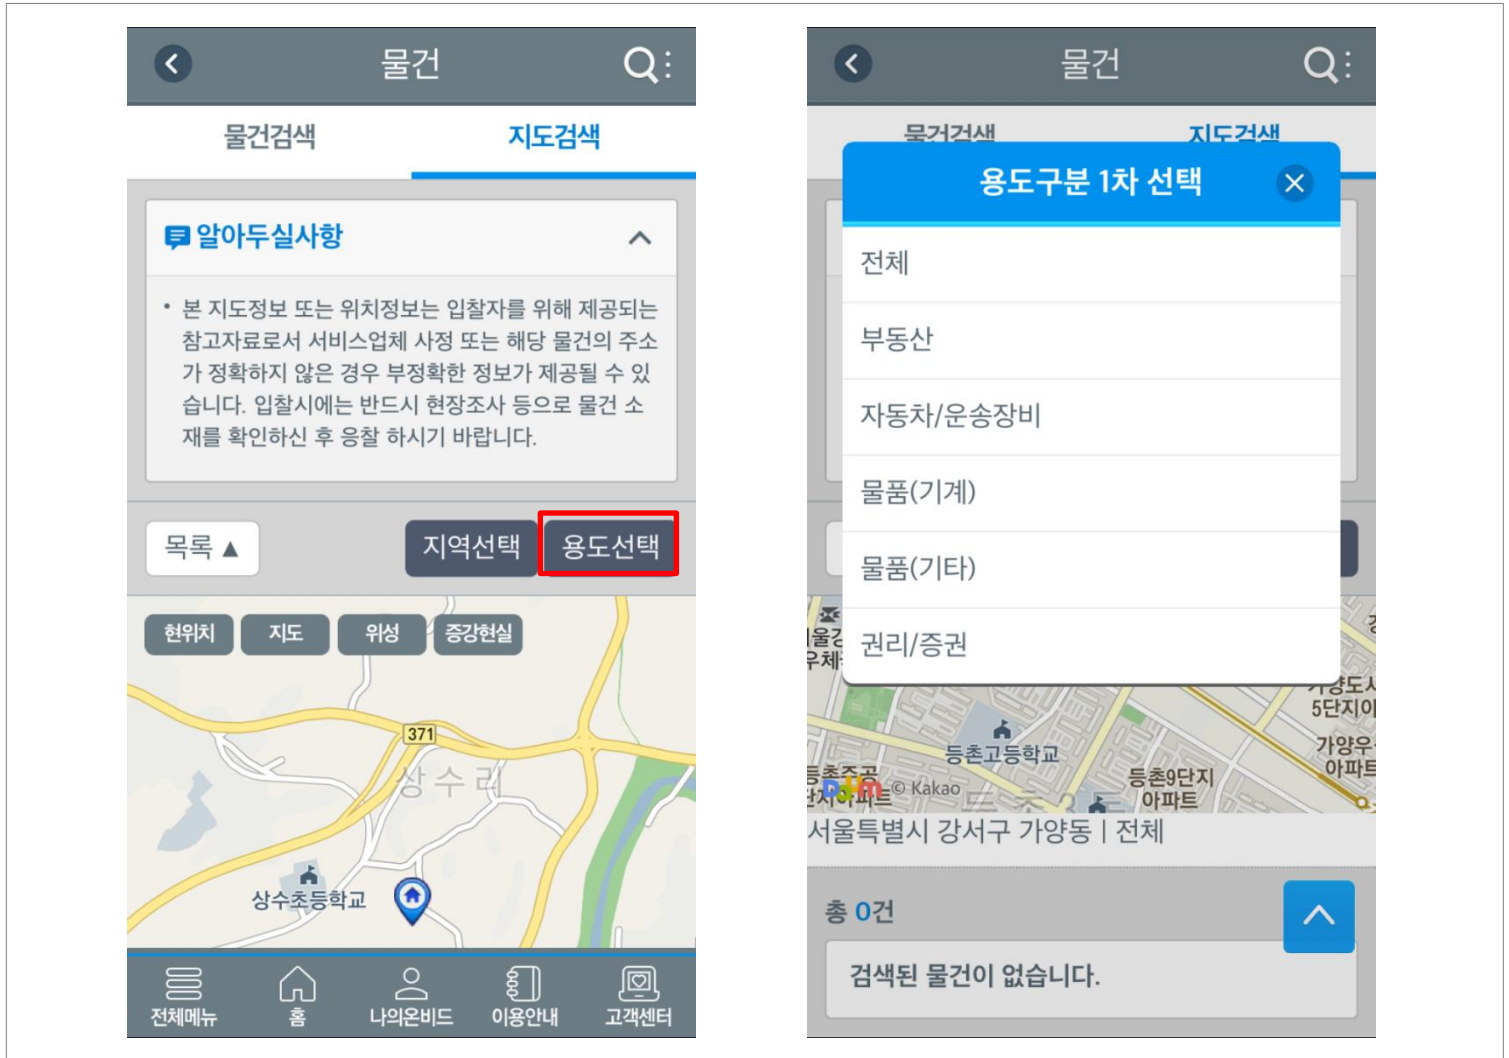 물건
물건검색
지도검색
알아두실사항
• 본 지도정보 또는 위치정보는 입찰자를 위해 제공되는
참고자료로서 서비스업체 사정 또는 해당 물건의 주소
가 정확하지 않은 경우 부정확한 정보가 제공될 수 있
습니다. 입찰시에는 반드시 현장조사 등으로 물건 소
재를 확인하신 후 응찰 하시기 바랍니다.
목록 ▲
지역선택
용도선택
현위치
지도
위성
증강현실
371
상수리
상수초등학교
전체메뉴
홈
나의온비드
이용안내
고객센터
물건
물건검색
지도검색
용도구분 1차 선택
전체
부동산
자동차/운송장비
물품(기계)
물품(기타)
권리/증권
5단지아
등촌고등학교
가양우
아파트
등촌9단지
아파트
© Kakao
서울특별시 강서구 가양동 | 전체
총 0건
검색된 물건이 없습니다.